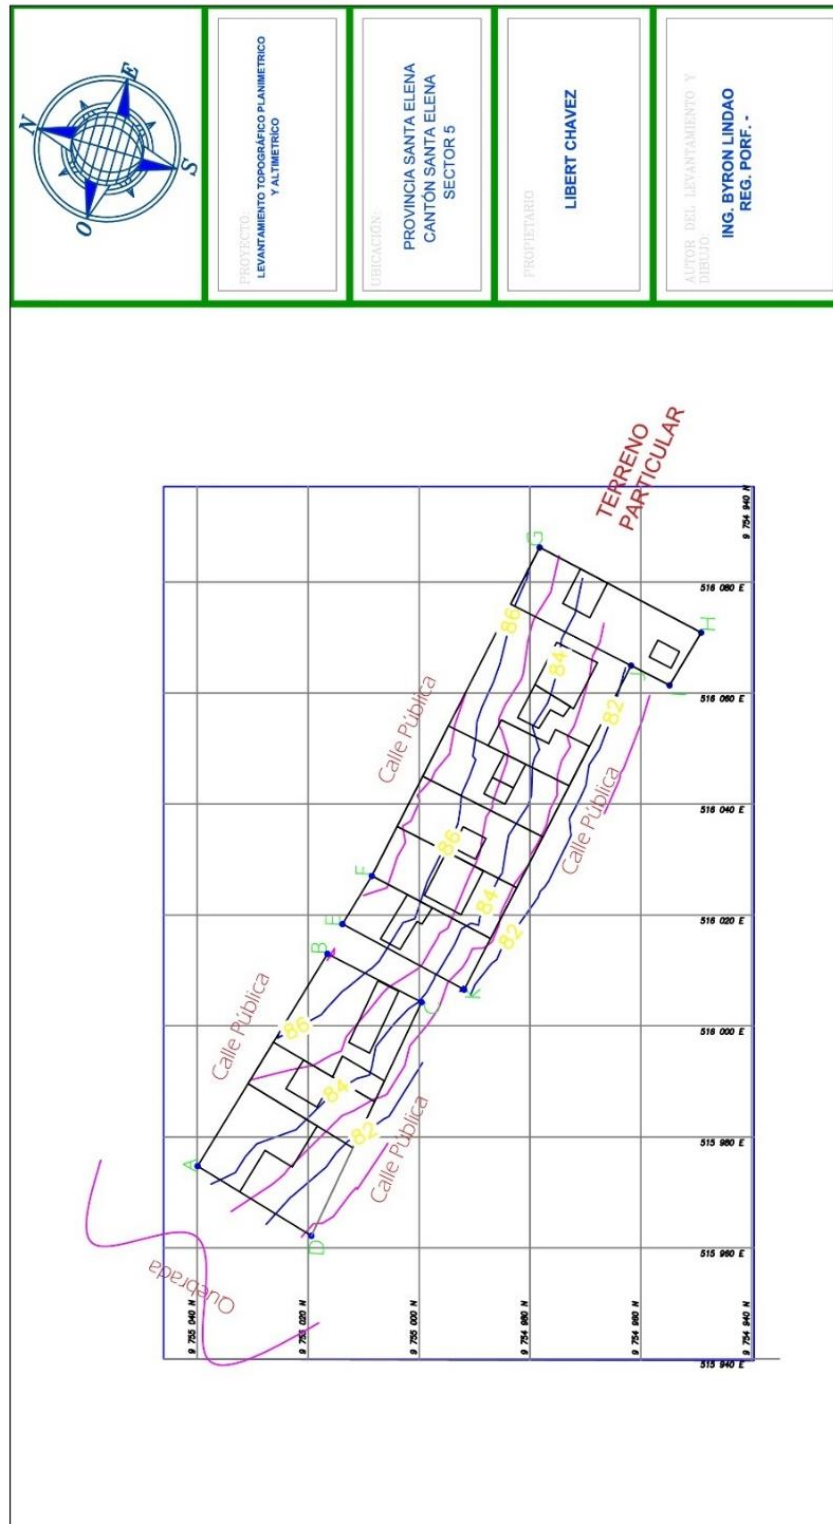 N
E
S
O
PROYECTO:
LEVANTAMIENTO TOPOGRÁFICO PLANIMETRICO
Y ALTIMETRÍCO
UBICACIÓN:
PROVINCIA SANTA ELENA
CANTÓN SANTA ELENA
SECTOR 5
PROPIETARIO
LIBERT CHAVEZ
AUTOR DEL LEVANTAMIENTO Y
DIBUJO:
ING. BYRON LINDAO
REG. PORF. -
TERRENO
PARTICULAR
9 754 940 N
G
516 080 E
H
86
84
J
I
516 060 E
82
Calle Pública
Calle Pública
516 040 E
86
F
84
516 020 E
E
82
B
K
C
Calle Pública
86
516 000 E
84
82
Calle Pública
515 980 E
A
D
515 960 E
Quebrada
9 755 040 N
9 755 020 N
9 755 000 N
9 754 980 N
9 754 960 N
9 754 940 N
515 940 E